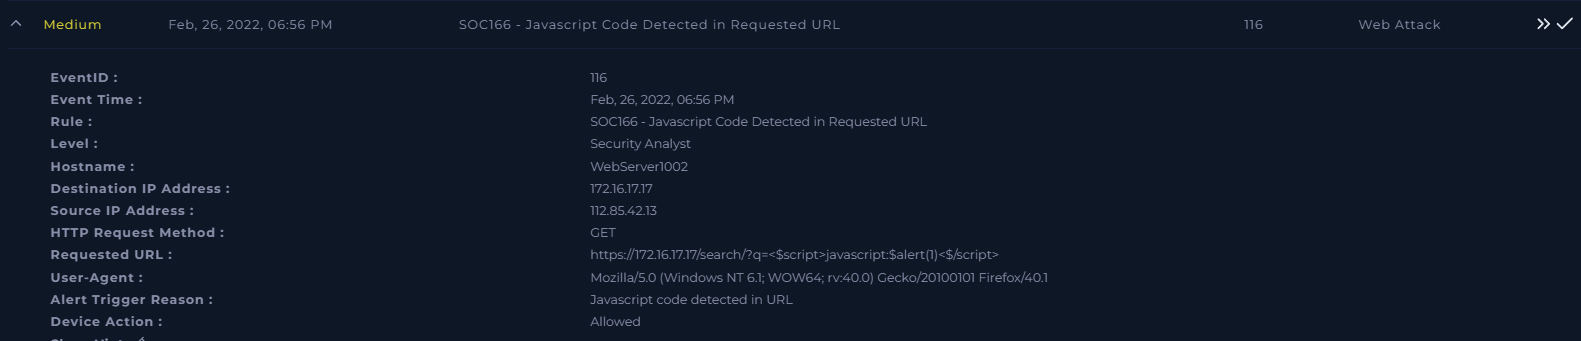 Medium Feb, 26, 2022, 06:56 PM SOC166 - Javascript Code Detected in Requested URL 116 Web Attack
EventID : 116
Event Time : Feb, 26, 2022, 06:56 PM
Rule : SOC166 - Javascript Code Detected in Requested URL
Level : Security Analyst
Hostname : WebServer1002
Destination IP Address : 172.16.17.17
Source IP Address : 112.85.42.13
HTTP Request Method : GET
Requested URL : https://172.16.17.17/search/?q=<$script>javascript:$alert(1)<$/script>
User-Agent : Mozilla/5.0 (Windows NT 6.1; WOW64; rv:40.0) Gecko/20100101 Firefox/40.1
Alert Trigger Reason : Javascript code detected in URL
Device Action : Allowed